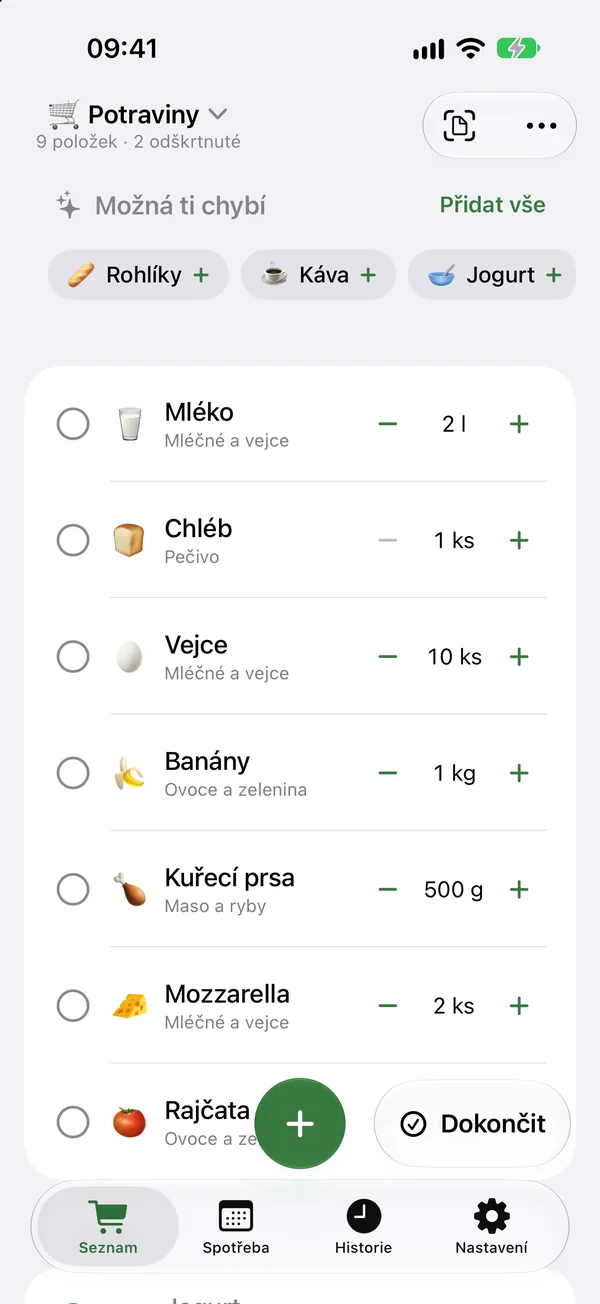 09:41
Potraviny
9 položek · 2 odškrtnuté
Možná ti chybí
Přidat vše
Rohlíky +
Káva +
Jogurt +
Mléko
Mléčné a vejce
− 2 l +
Chléb
Pečivo
− 1 ks +
Vejce
Mléčné a vejce
− 10 ks +
Banány
Ovoce a zelenina
− 1 kg +
Kuřecí prsa
Maso a ryby
− 500 g +
Mozzarella
Mléčné a vejce
− 2 ks +
Rajčata
Ovoce a ze
+
Dokončit
Seznam
Spotřeba
Historie
Nastavení